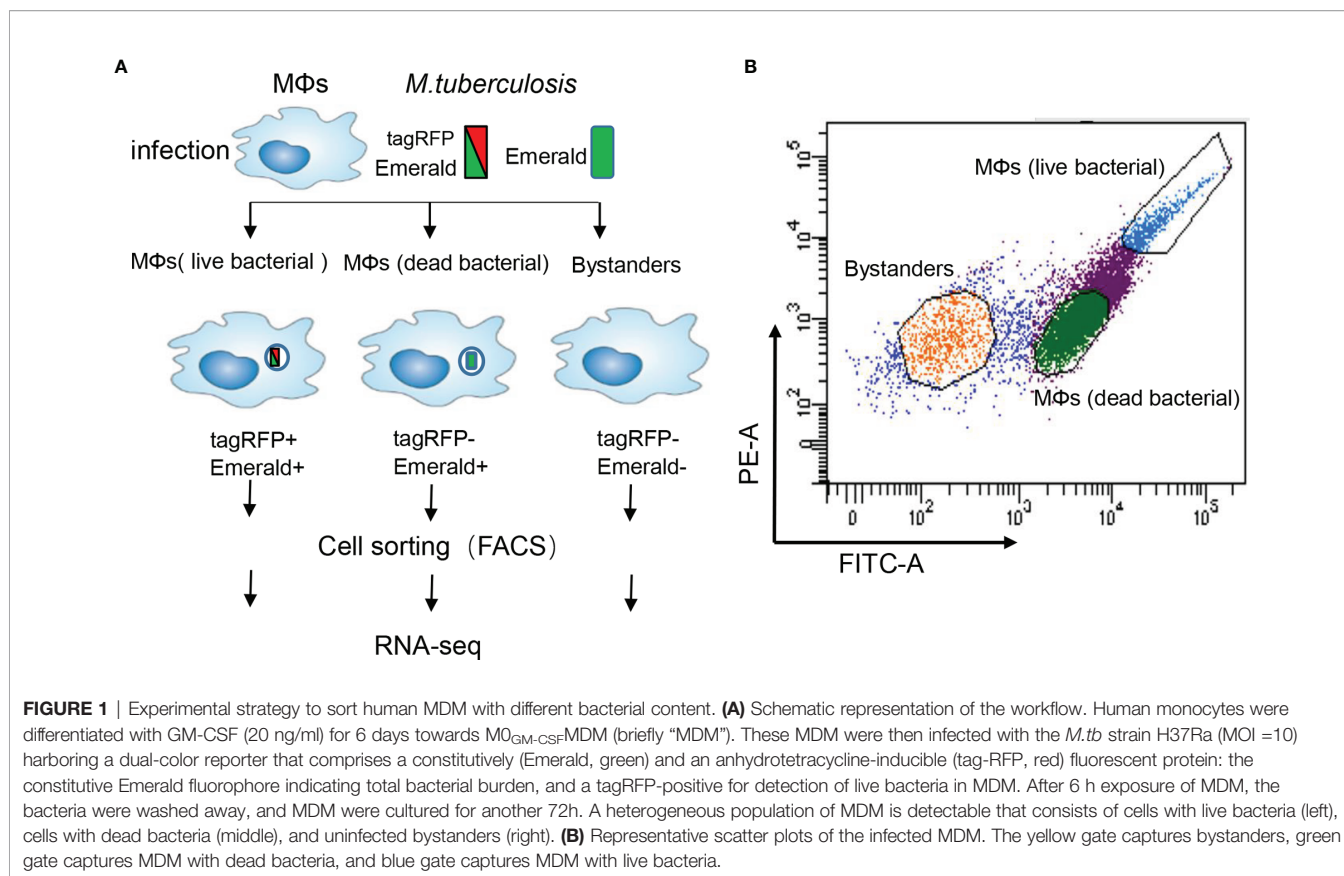 A
MΦs
M.tuberculosis
infection
tagRFP
Emerald
Emerald
MΦs( live bacterial )
MΦs (dead bacterial)
Bystanders
tagRFP+
Emerald+
tagRFP-
Emerald+
tagRFP-
Emerald-
Cell sorting（FACS）
RNA-seq
B
MΦs (live bacterial)
Bystanders
MΦs (dead bacterial)
PE-A
10⁵
10⁴
10³
10²
0
0
10²
10³
10⁴
10⁵
FITC-A
FIGURE 1 | Experimental strategy to sort human MDM with different bacterial content. (A) Schematic representation of the workflow. Human monocytes were
differentiated with GM-CSF (20 ng/ml) for 6 days towards M0GM-CSFMDM (briefly “MDM”). These MDM were then infected with the M.tb strain H37Ra (MOI =10)
harboring a dual-color reporter that comprises a constitutively (Emerald, green) and an anhydrotetracycline-inducible (tag-RFP, red) fluorescent protein: the
constitutive Emerald fluorophore indicating total bacterial burden, and a tagRFP-positive for detection of live bacteria in MDM. After 6 h exposure of MDM, the
bacteria were washed away, and MDM were cultured for another 72h. A heterogeneous population of MDM is detectable that consists of cells with live bacteria (left),
cells with dead bacteria (middle), and uninfected bystanders (right). (B) Representative scatter plots of the infected MDM. The yellow gate captures bystanders, green
gate captures MDM with dead bacteria, and blue gate captures MDM with live bacteria.